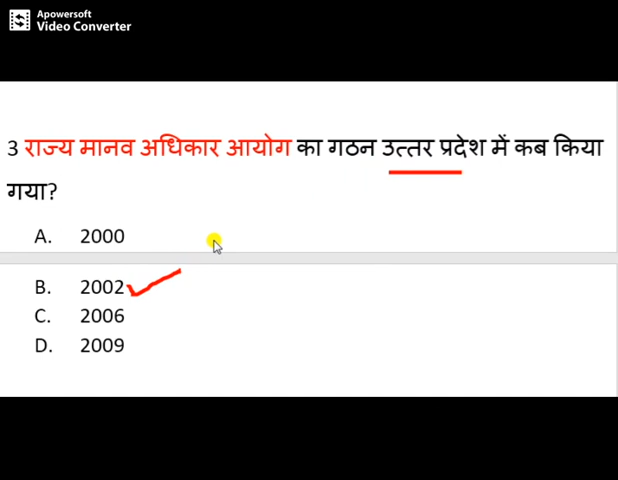 Apowersoft
Video Converter
3 राज्य मानव अधिकार आयोग का गठन उत्तर प्रदेश में कब किया
गया?
A. 2000
B. 2002
C. 2006
D. 2009